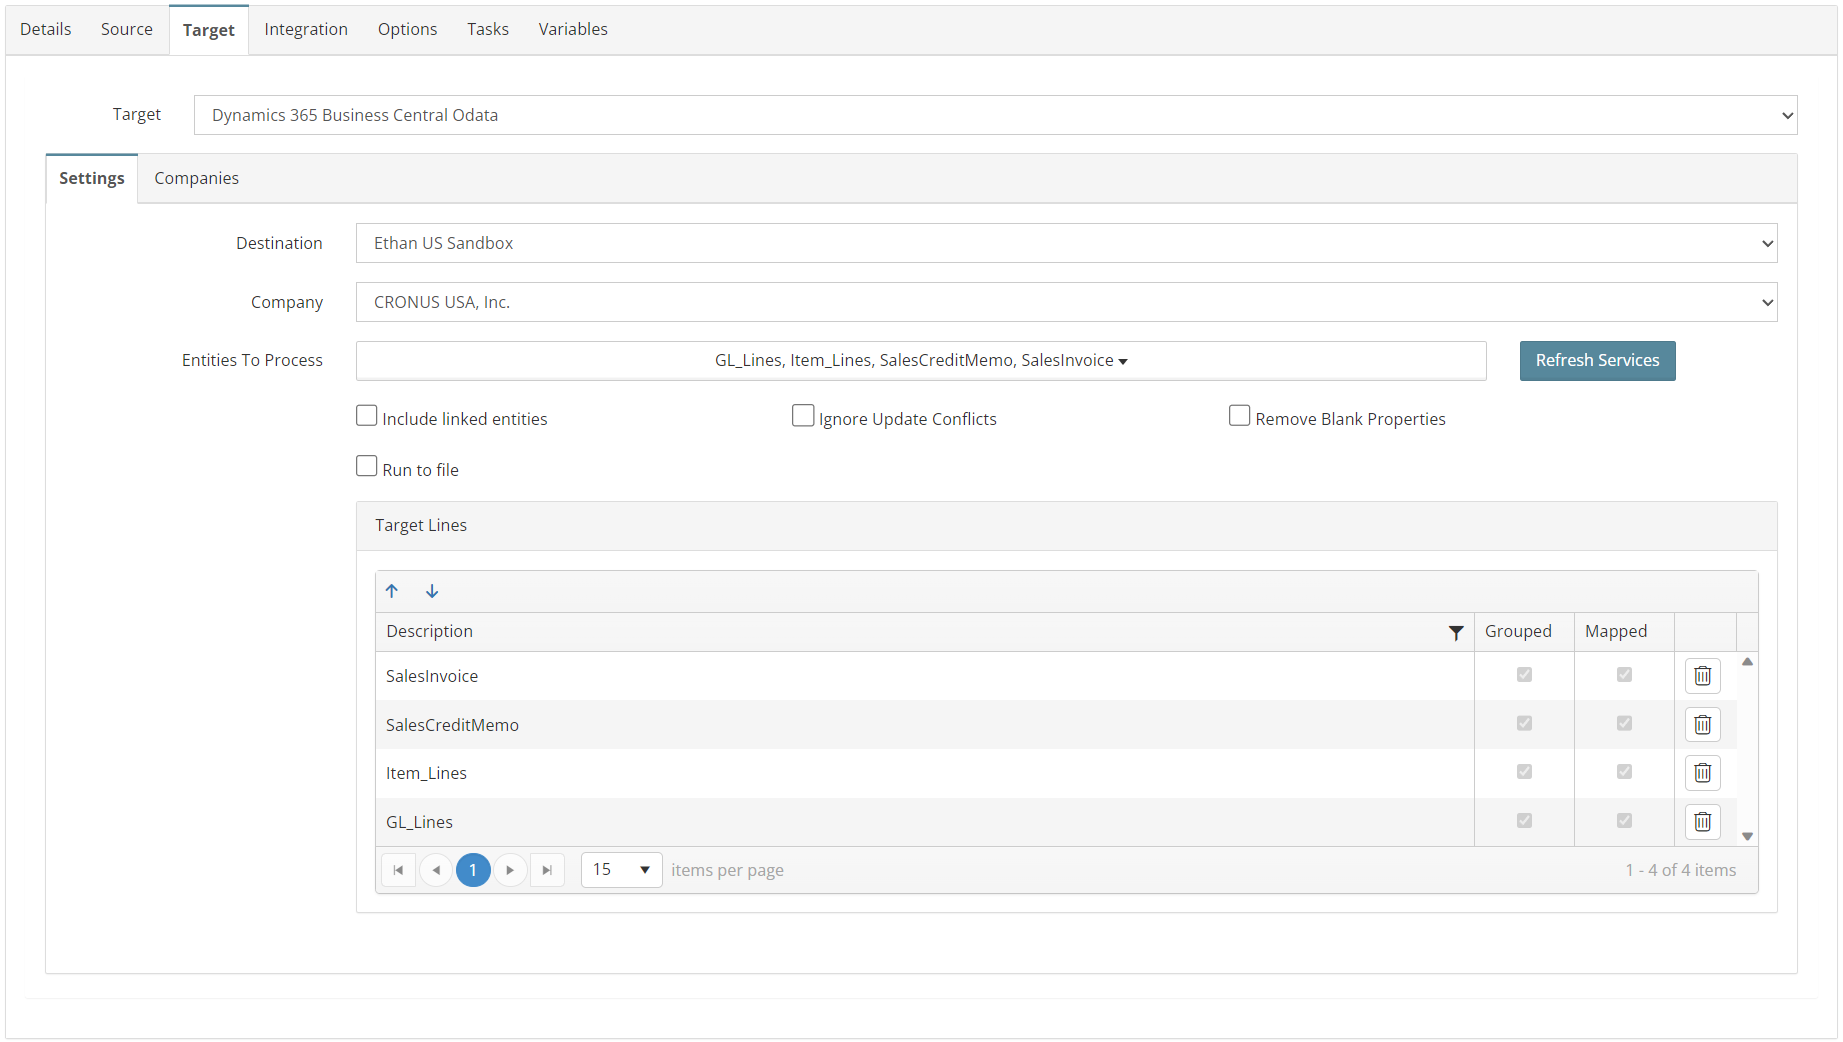 Details Source Target Integration Options Tasks Variables
Target Dynamics 365 Business Central Odata
Settings Companies
Destination Ethan US Sandbox
Company CRONUS USA, Inc.
Entities To Process GL_Lines, Item_Lines, SalesCreditMemo, SalesInvoice Refresh Services
Include linked entities Ignore Update Conflicts Remove Blank Properties
Run to file
Target Lines
Description Grouped Mapped
SalesInvoice
SalesCreditMemo
Item_Lines
GL_Lines
1 15 items per page 1 - 4 of 4 items